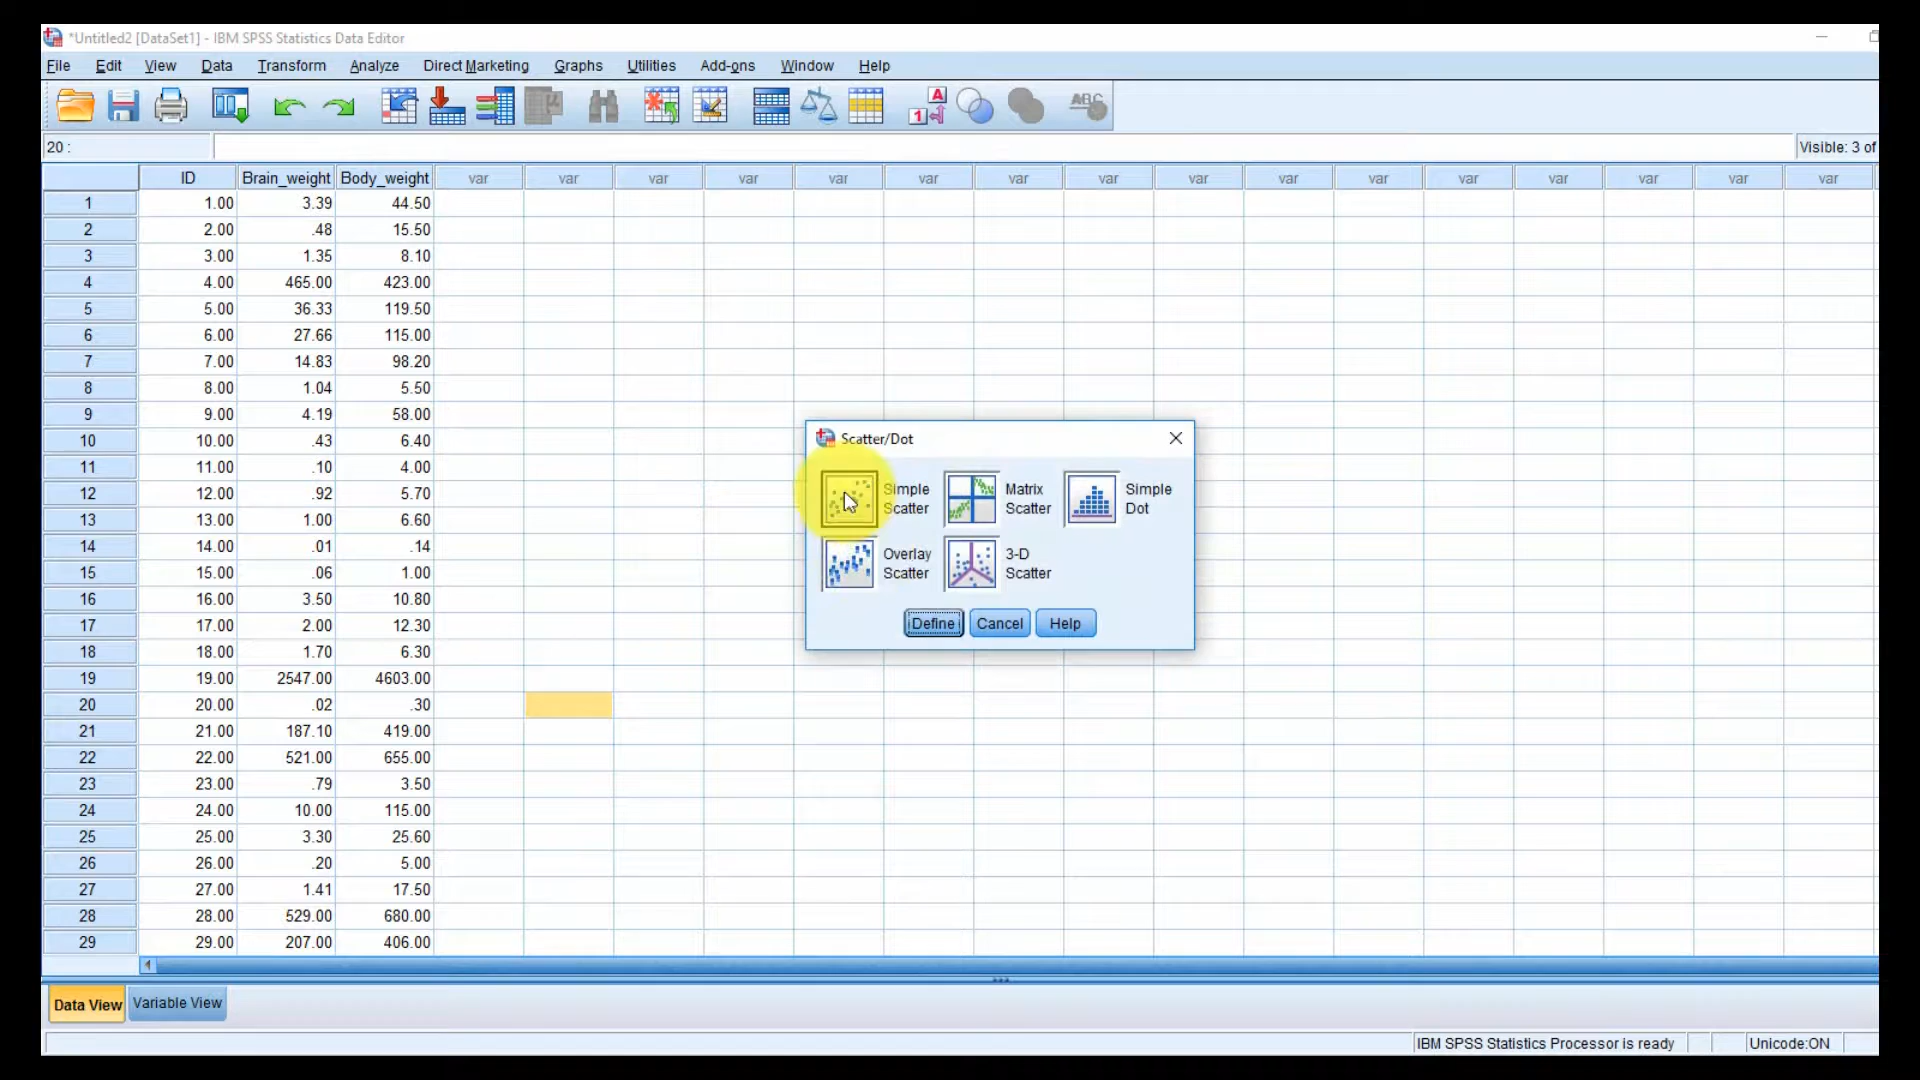 *Untitled2 [DataSet1] - IBM SPSS Statistics Data Editor
File Edit View Data Transform Analyze Direct Marketing Graphs Utilities Add-ons Window Help
20 :
Visible: 3 of
ID Brain_weight Body_weight var var var var var var var var var var var var var var var var
1 1.00 3.39 44.50
2 2.00 .48 15.50
3 3.00 1.35 8.10
4 4.00 465.00 423.00
5 5.00 36.33 119.50
6 6.00 27.66 115.00
7 7.00 14.83 98.20
8 8.00 1.04 5.50
9 9.00 4.19 58.00
10 10.00 .43 6.40
11 11.00 .10 4.00
12 12.00 .92 5.70
13 13.00 1.00 6.60
14 14.00 .01 .14
15 15.00 .06 1.00
16 16.00 3.50 10.80
17 17.00 2.00 12.30
18 18.00 1.70 6.30
19 19.00 2547.00 4603.00
20 20.00 .02 .30
21 21.00 187.10 419.00
22 22.00 521.00 655.00
23 23.00 .79 3.50
24 24.00 10.00 115.00
25 25.00 3.30 25.60
26 26.00 .20 5.00
27 27.00 1.41 17.50
28 28.00 529.00 680.00
29 29.00 207.00 406.00
Scatter/Dot
Simple Scatter
Matrix Scatter
Simple Dot
Overlay Scatter
3-D Scatter
Define Cancel Help
Data View Variable View
IBM SPSS Statistics Processor is ready Unicode:ON